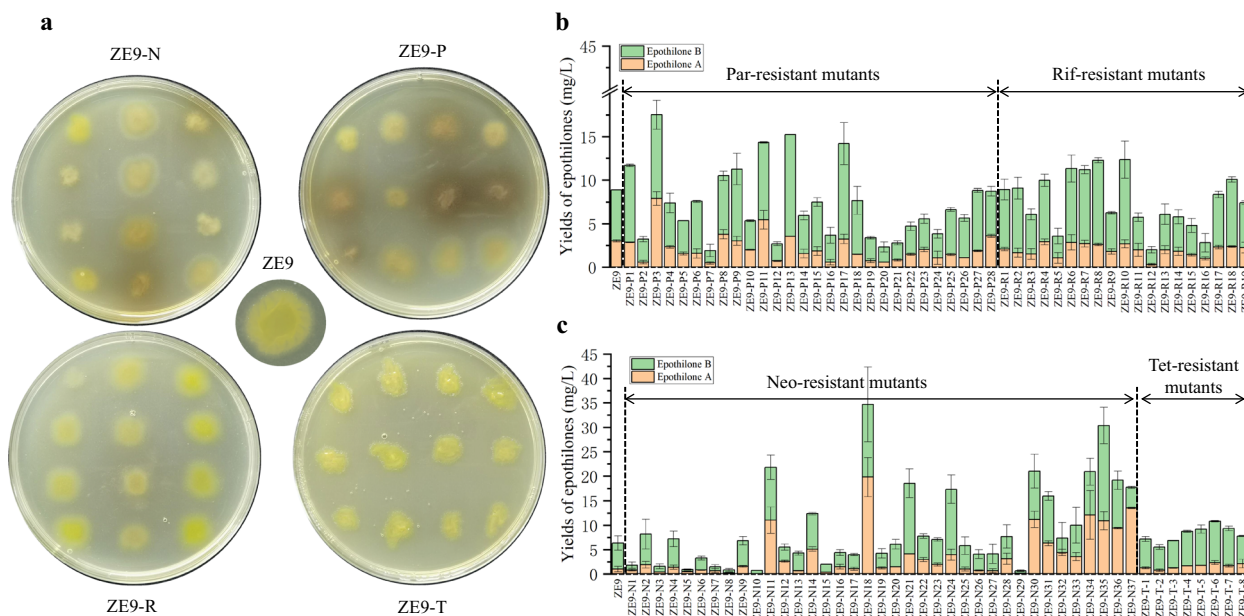 a
ZE9-N
ZE9-P
ZE9
ZE9-R
ZE9-T
b
Yields of epothilones (mg/L)
45
15
10
5
0
Epothilone B
Epothilone A
Par-resistant mutants
Rif-resistant mutants
ZE9
ZE9-P1
ZE9-P2
ZE9-P3
ZE9-P4
ZE9-P5
ZE9-P6
ZE9-P7
ZE9-P8
ZE9-P9
ZE9-P10
ZE9-P11
ZE9-P12
ZE9-P13
ZE9-P14
ZE9-P15
ZE9-P16
ZE9-P17
ZE9-P18
ZE9-P19
ZE9-P20
ZE9-P21
ZE9-P22
ZE9-P23
ZE9-P24
ZE9-P25
ZE9-P26
ZE9-P27
ZE9-P28
ZE9-R1
ZE9-R2
ZE9-R3
ZE9-R4
ZE9-R5
ZE9-R6
ZE9-R7
ZE9-R8
ZE9-R9
ZE9-R10
ZE9-R11
ZE9-R12
ZE9-R13
ZE9-R14
ZE9-R15
ZE9-R16
ZE9-R17
ZE9-R18
c
Yields of epothilones (mg/L)
45
40
35
30
25
20
15
10
5
0
Epothilone B
Epothilone A
Neo-resistant mutants
Tet-resistant
mutants
ZE9
ZE9-N1
ZE9-N2
ZE9-N3
ZE9-N4
ZE9-N5
ZE9-N6
ZE9-N7
ZE9-N8
ZE9-N9
ZE9-N10
ZE9-N11
ZE9-N12
ZE9-N13
ZE9-N14
ZE9-N15
ZE9-N16
ZE9-N17
ZE9-N18
ZE9-N19
ZE9-N20
ZE9-N21
ZE9-N22
ZE9-N23
ZE9-N24
ZE9-N25
ZE9-N26
ZE9-N27
ZE9-N28
ZE9-N29
ZE9-N30
ZE9-N31
ZE9-N32
ZE9-N33
ZE9-N34
ZE9-N35
ZE9-N36
ZE9-N37
ZE9-T-1
ZE9-T-2
ZE9-T-3
ZE9-T-4
ZE9-T-5
ZE9-T-6
ZE9-T-7
ZE9-T-8